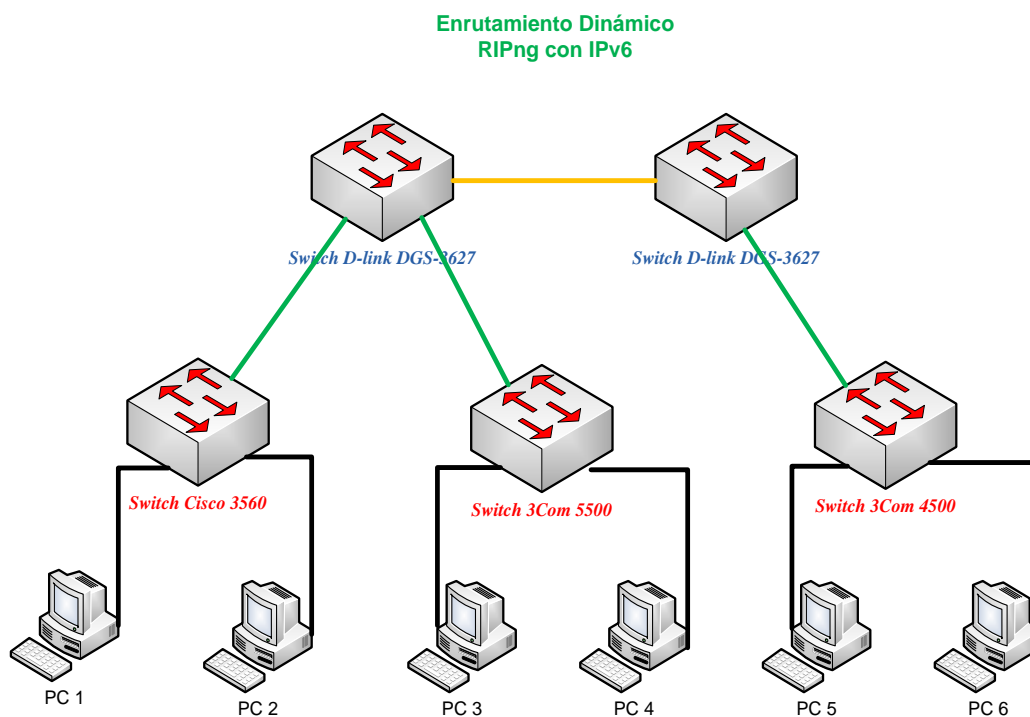 Enrutamiento Dinámico
RIPng con IPv6
Switch D-link DGS-3627
Switch D-link DGS-3627
Switch Cisco 3560
Switch 3Com 5500
Switch 3Com 4500
PC 1
PC 2
PC 3
PC 4
PC 5
PC 6